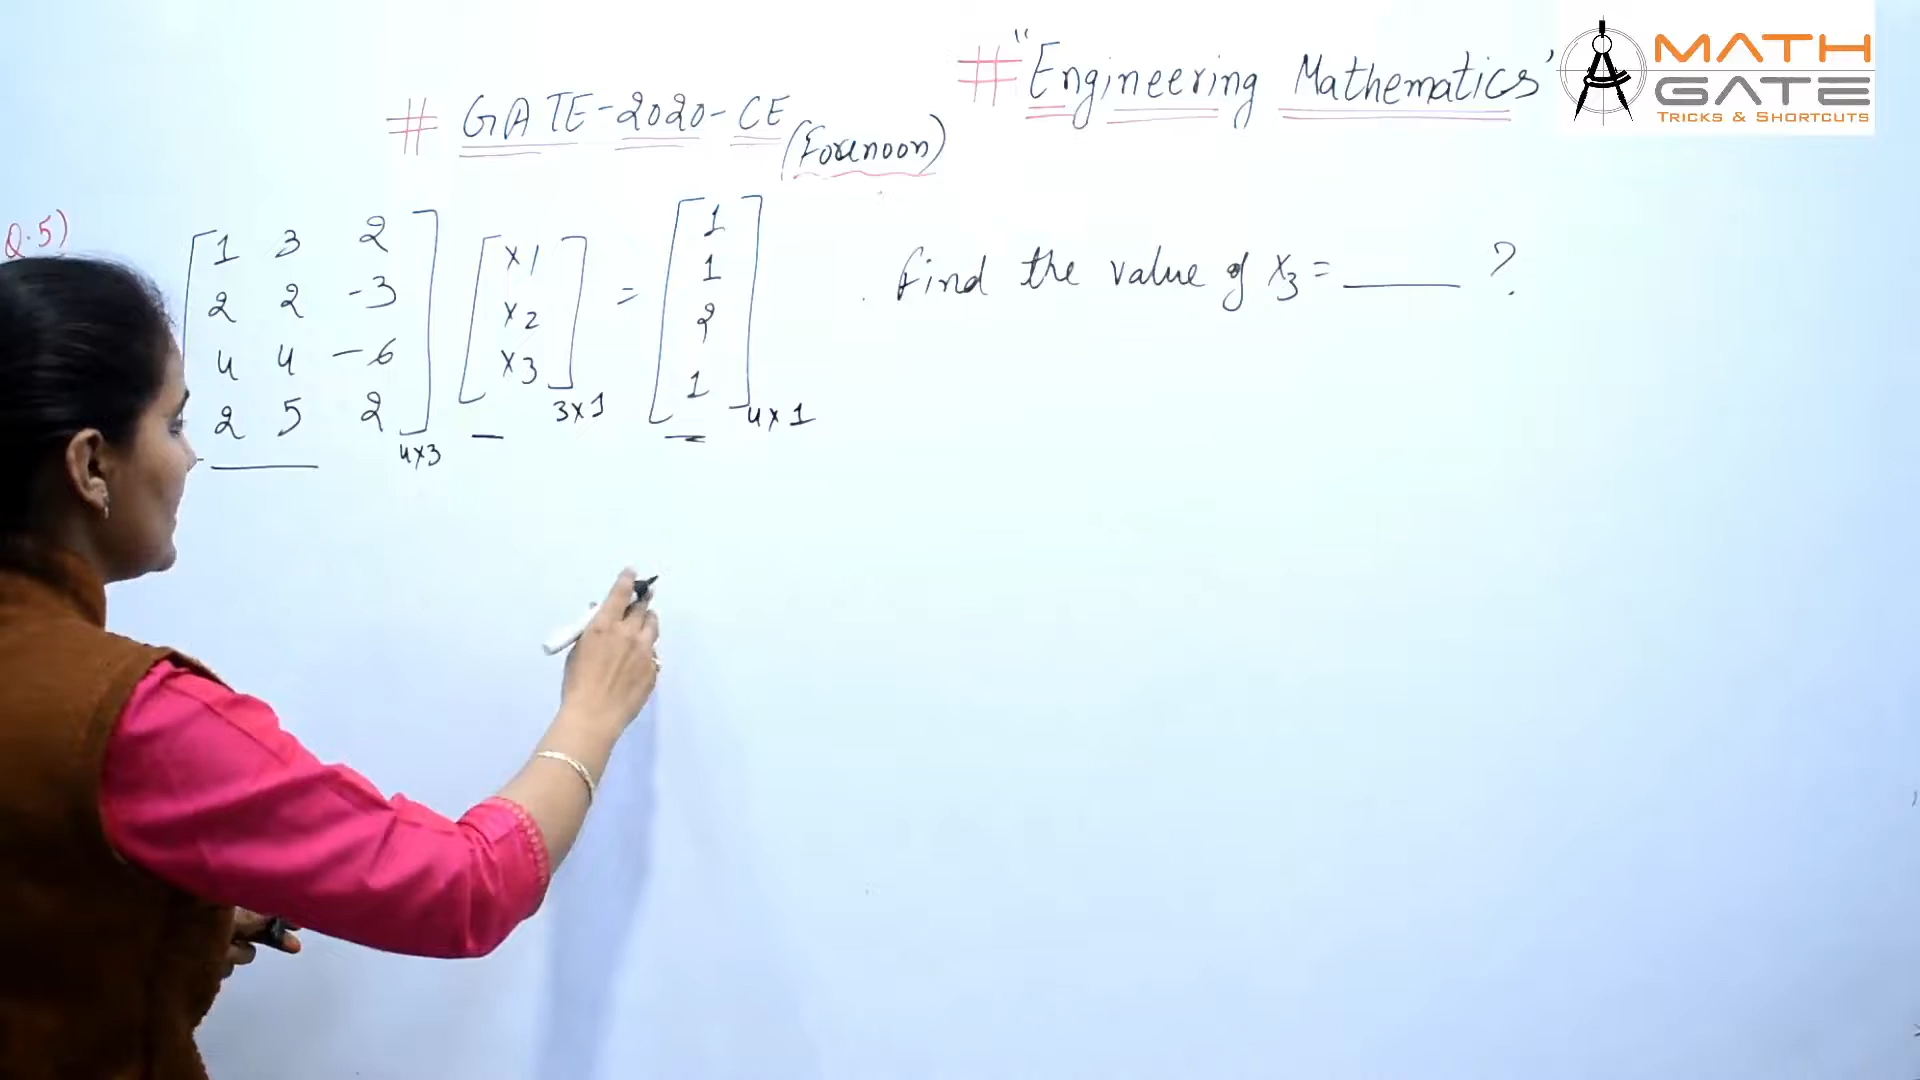 # "Engineering Mathematics"
MATH
GATE
TRICKS & SHORTCUTS
# GATE-2020-CE
(Forenoon)
Q.5)
1 3 2
2 2 -3
4 4 -6
2 5 2
4x3
x1
x2
x3
3x1
=
1
1
2
1
4x1
find the value of x3 = _____ ?